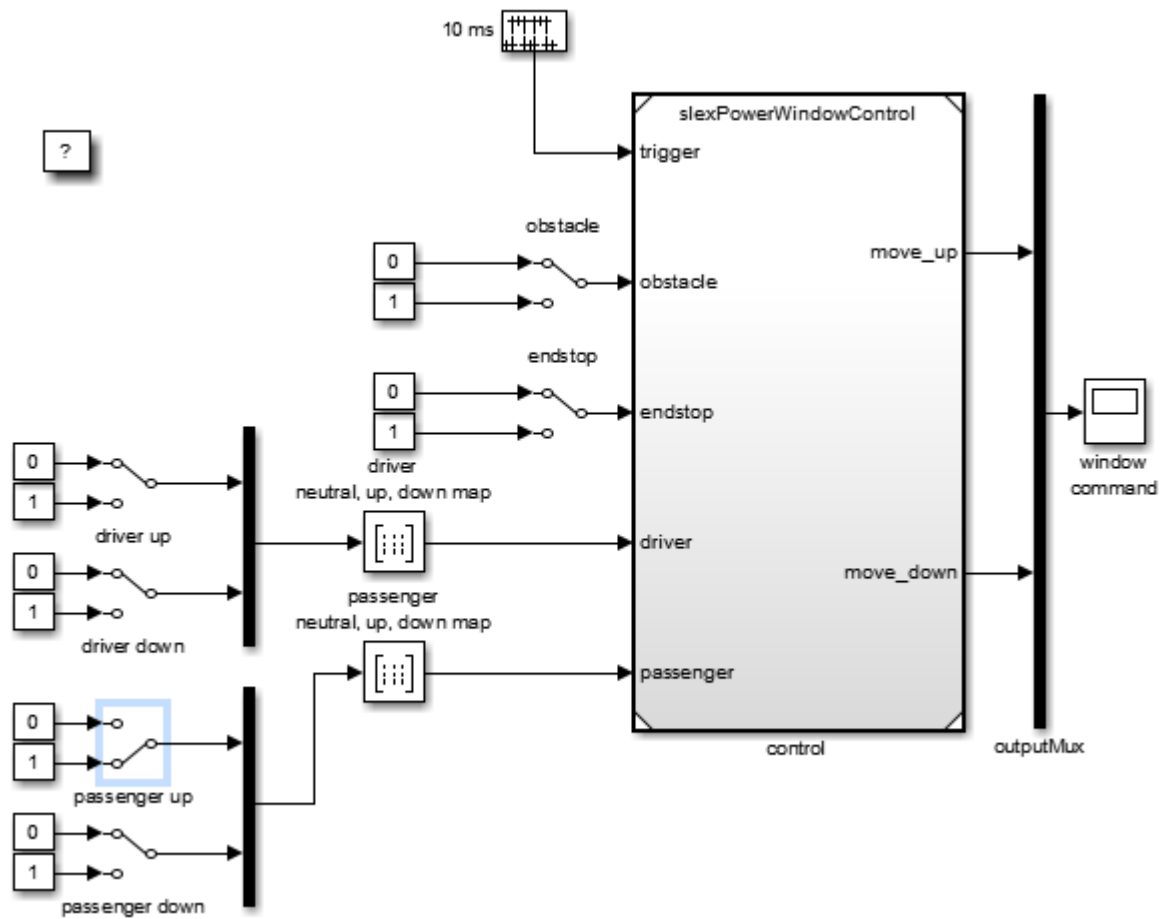 10 ms
?
slexPowerWindowControl
trigger
obstacle
0
1
obstacle
move_up
endstop
0
1
endstop
driver
neutral, up, down map
0
1
driver up
driver
0
1
driver down
passenger
neutral, up, down map
passenger
move_down
window
command
control
outputMux
0
1
passenger up
0
1
passenger down